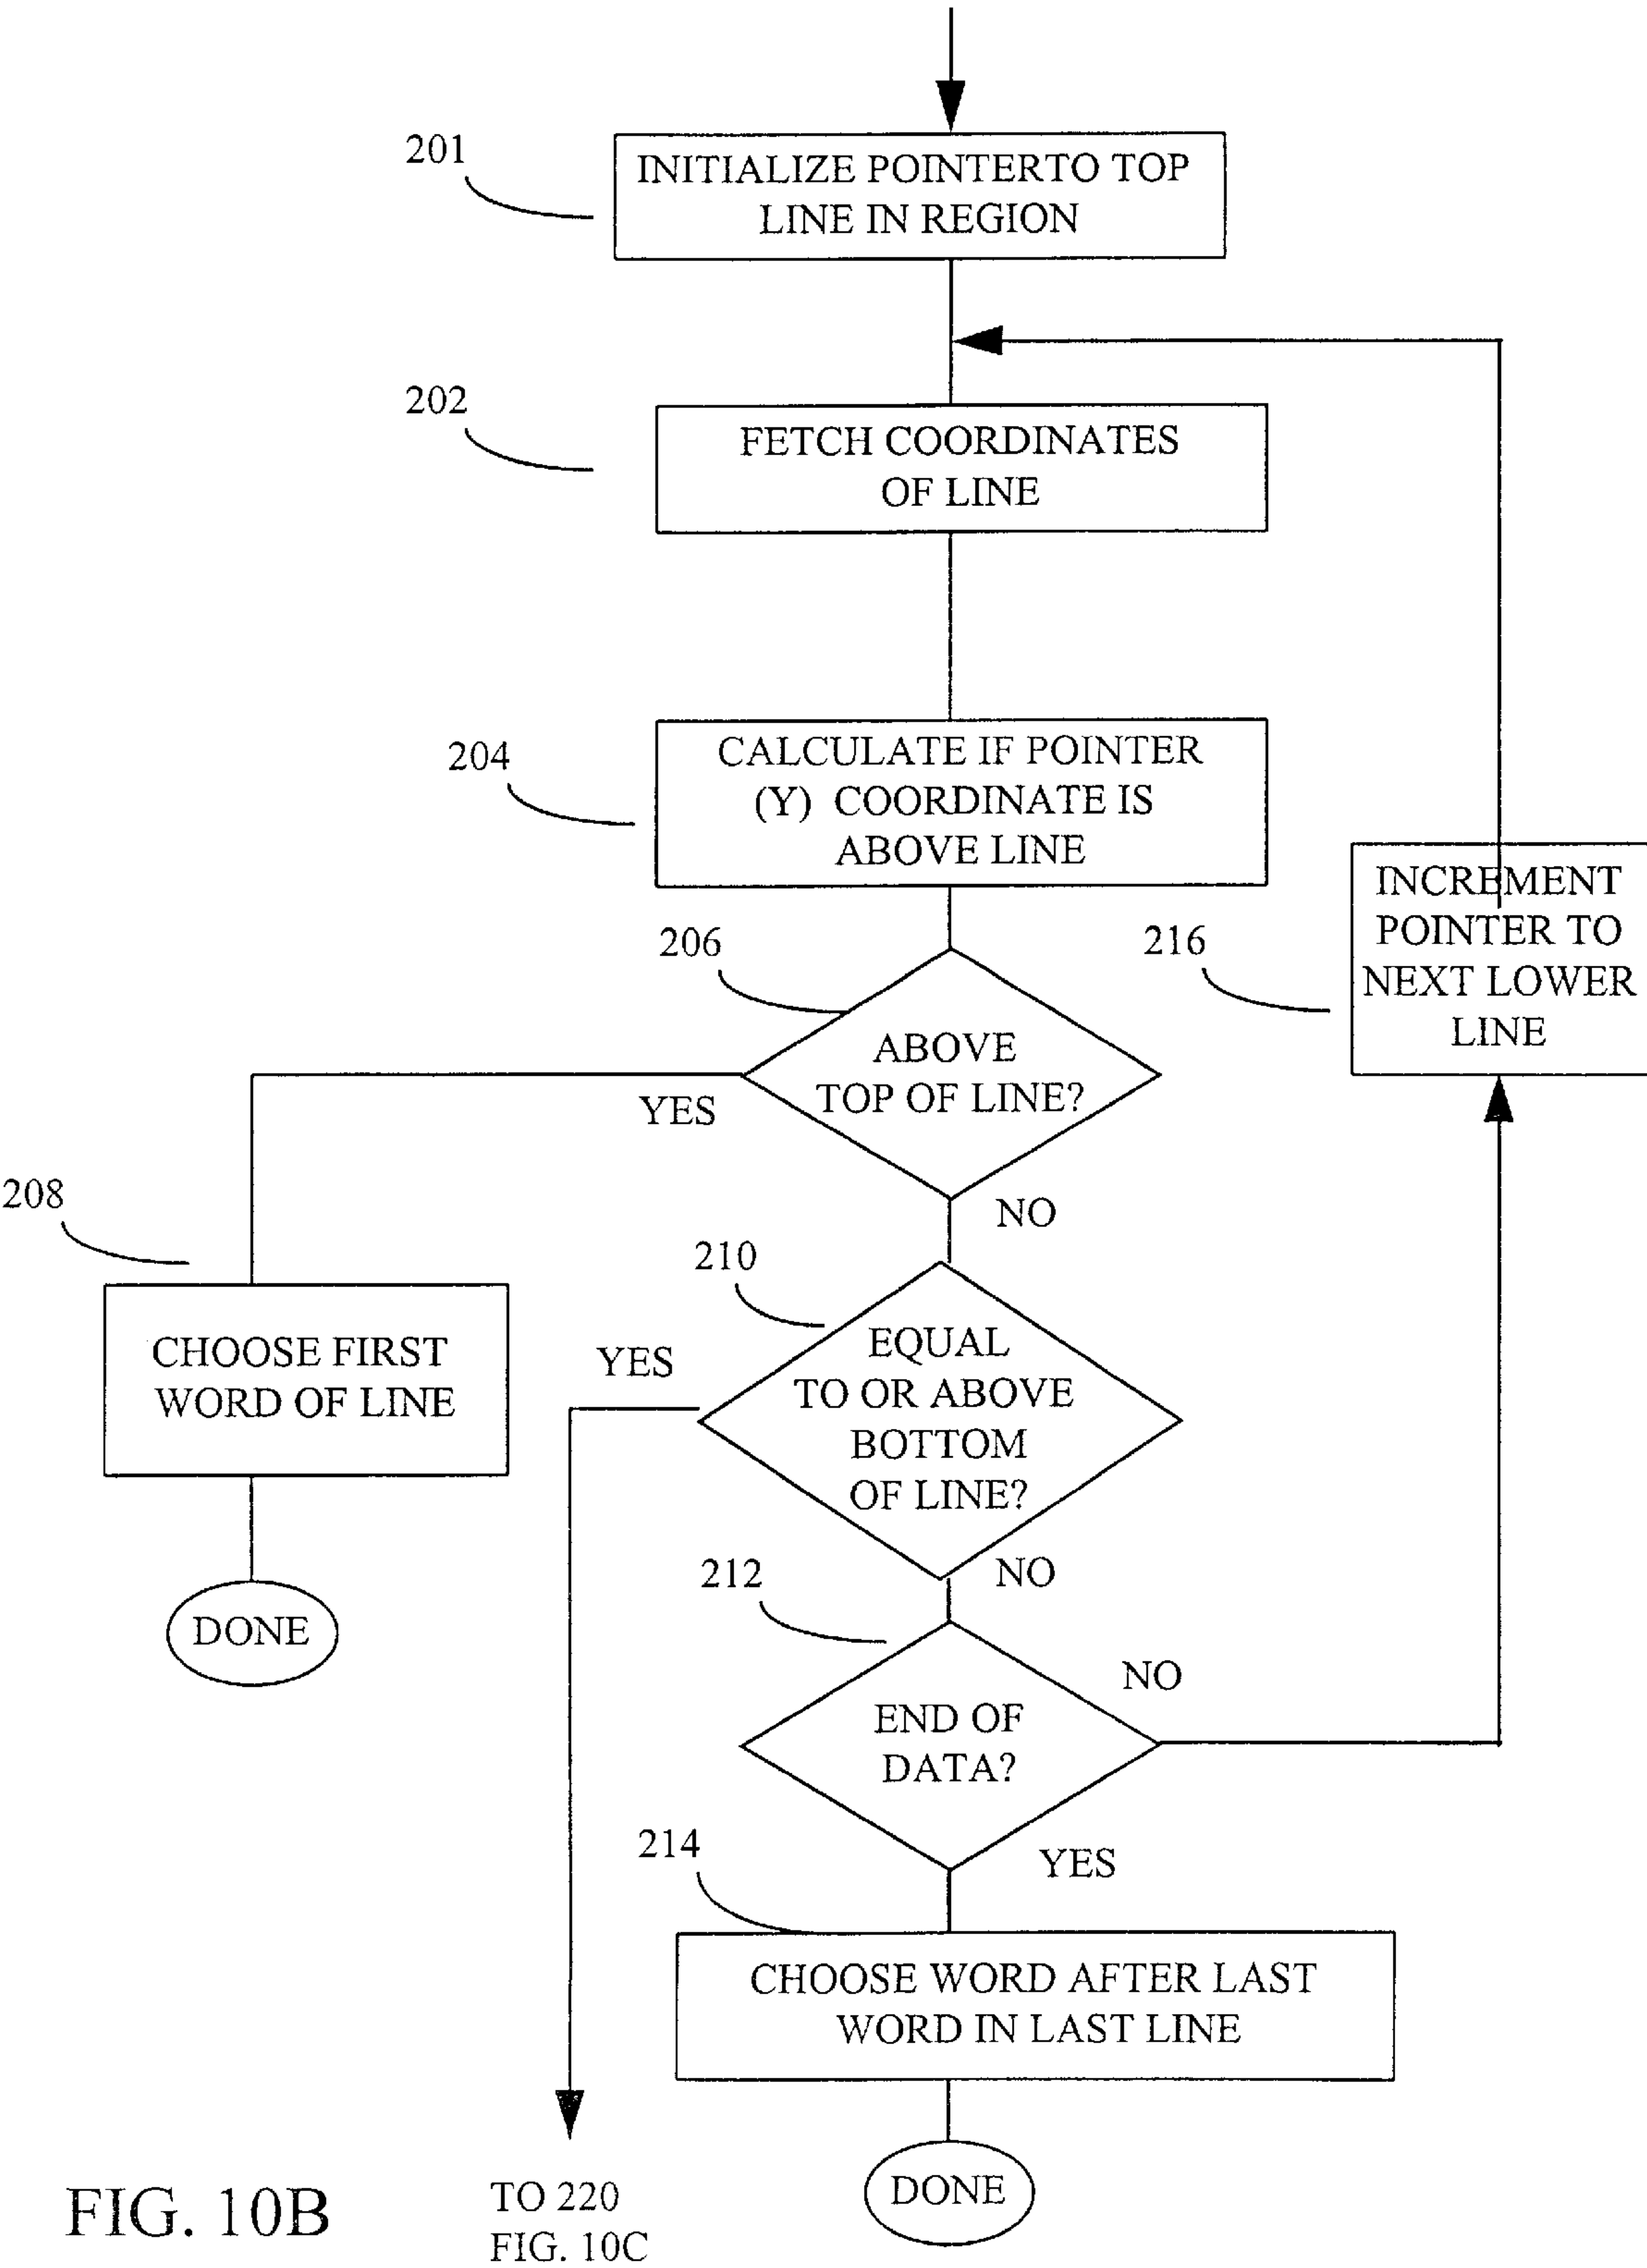 201
INITIALIZE POINTERTO TOP
LINE IN REGION
202
FETCH COORDINATES
OF LINE
204
CALCULATE IF POINTER
(Y) COORDINATE IS
ABOVE LINE
216
INCREMENT
POINTER TO
NEXT LOWER
LINE
206
ABOVE
TOP OF LINE?
YES
NO
208
CHOOSE FIRST
WORD OF LINE
DONE
210
EQUAL
TO OR ABOVE
BOTTOM
OF LINE?
YES
NO
212
END OF
DATA?
NO
YES
214
CHOOSE WORD AFTER LAST
WORD IN LAST LINE
DONE
TO 220
FIG. 10C
FIG. 10B